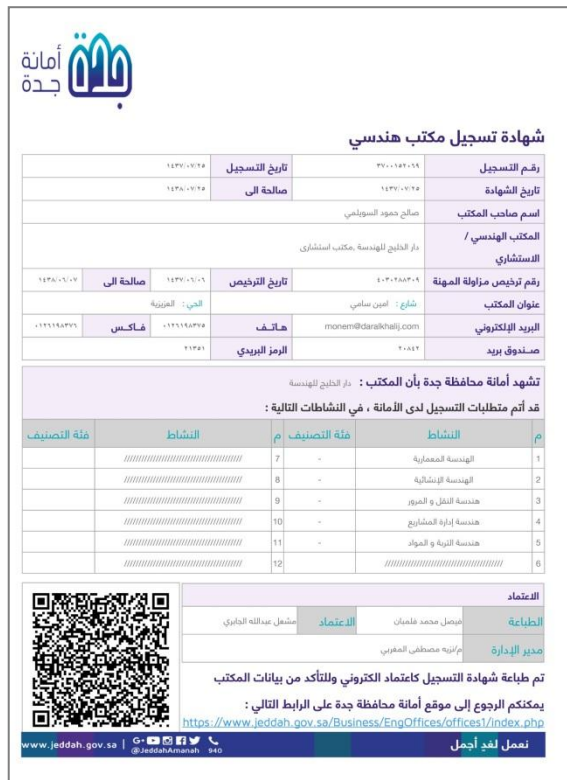 أمانة
جدة
شهادة تسجيل مكتب هندسي
رقم التسجيل ٣٧٠٠١٥٢٠٦٩ تاريخ التسجيل ١٤٣٧/٠٧/٢٥
تاريخ الشهادة ١٤٣٧/٠٧/٢٥ صالحة الى ١٤٣٨/٠٧/٢٥
اسم صاحب المكتب صالح حمود السويلمي
المكتب الهندسي / الاستشاري دار الخليج للهندسة ,مكتب استشارى
رقم ترخيص مزاولة المهنة ٤٠٣٠٢٨٨٣٠٩ تاريخ الترخيص ١٤٣٧/٠٦/٠٦ صالحة الى ١٤٣٨/٠٦/٠٧
عنوان المكتب شارع : امين سامي الحي : العزيزية
البريد الإلكتروني monem@daralkhalij.com هاتف ٠١٢٦١٩٨٣٧٥ فاكس ٠١٢٦١٩٨٣٧٦
صندوق بريد ٢٠٨٤٢ الرمز البريدي ٢١٣٥١
تشهد أمانة محافظة جدة بأن المكتب : دار الخليج للهندسة
قد أتم متطلبات التسجيل لدى الأمانة ، في النشاطات التالية :
م النشاط فئة التصنيف م النشاط فئة التصنيف
1 الهندسة المعمارية - 7 ////////////////////////////////////////
2 الهندسة الإنشائية - 8 ////////////////////////////////////////
3 هندسة النقل و المرور - 9 ////////////////////////////////////////
4 هندسة إدارة المشاريع - 10 ////////////////////////////////////////
5 هندسة التربة و المواد - 11 ////////////////////////////////////////
6 //////////////////////////////////////// 12 ////////////////////////////////////////
الاعتماد
الطباعة فيصل محمد فلمبان الاعتماد مشعل عبدالله الجابري
مدير الإدارة م/نزيه مصطفى المغربي
تم طباعة شهادة التسجيل كاعتماد الكتروني وللتأكد من بيانات المكتب
يمكنكم الرجوع إلى موقع أمانة محافظة جدة على الرابط التالي :
https://www.jeddah.gov.sa/Business/EngOffices/offices1/index.php
نعمل لغدٍ أجمل
www.jeddah.gov.sa | G+
@JeddahAmanah 940